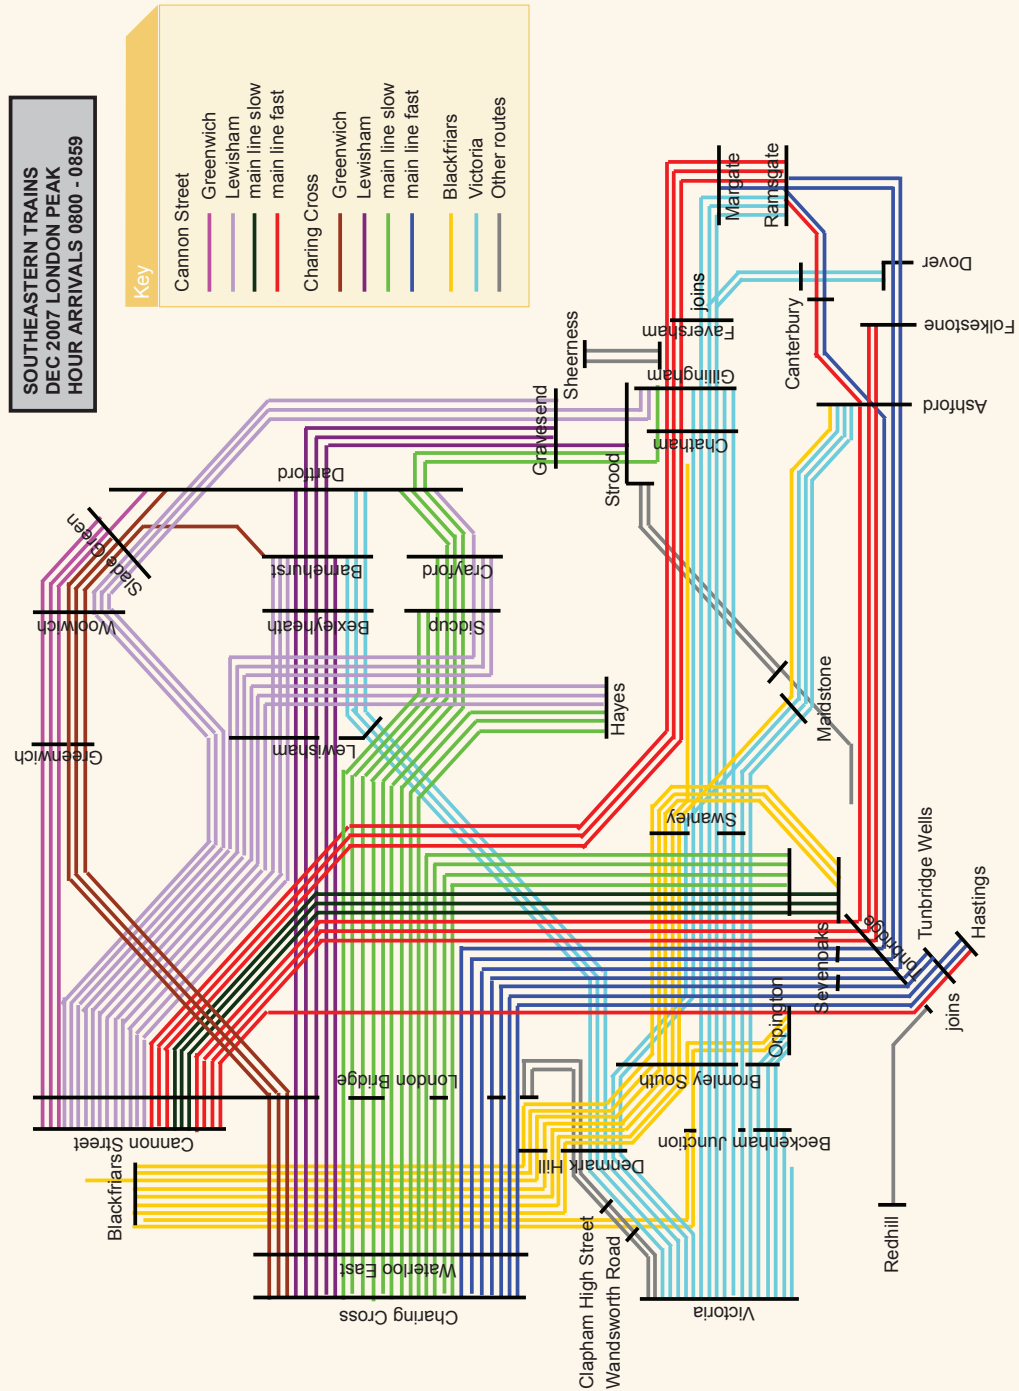 SOUTHEASTERN TRAINS
DEC 2007 LONDON PEAK
HOUR ARRIVALS 0800 - 0859
Key
Cannon Street
Greenwich
Lewisham
main line slow
main line fast
Charing Cross
Greenwich
Lewisham
main line slow
main line fast
Blackfriars
Victoria
Other routes
Slade Green
Dartford
Woolwich
Greenwich
Barnehurst
Bexleyheath
Crayford
Sidcup
Lewisham
Hayes
Gravesend
Strood
Sheerness
Gillingham
Chatham
Faversham
joins
Margate
Ramsgate
Canterbury
Dover
Folkestone
Ashford
Maidstone
Swanley
Cannon Street
London Bridge
Blackfriars
Denmark Hill
Bromley South
Beckenham Junction
Orpington
Sevenoaks
Tonbridge
Tunbridge Wells
Hastings
joins
Redhill
Waterloo East
Charing Cross
Clapham High Street
Wandsworth Road
Victoria